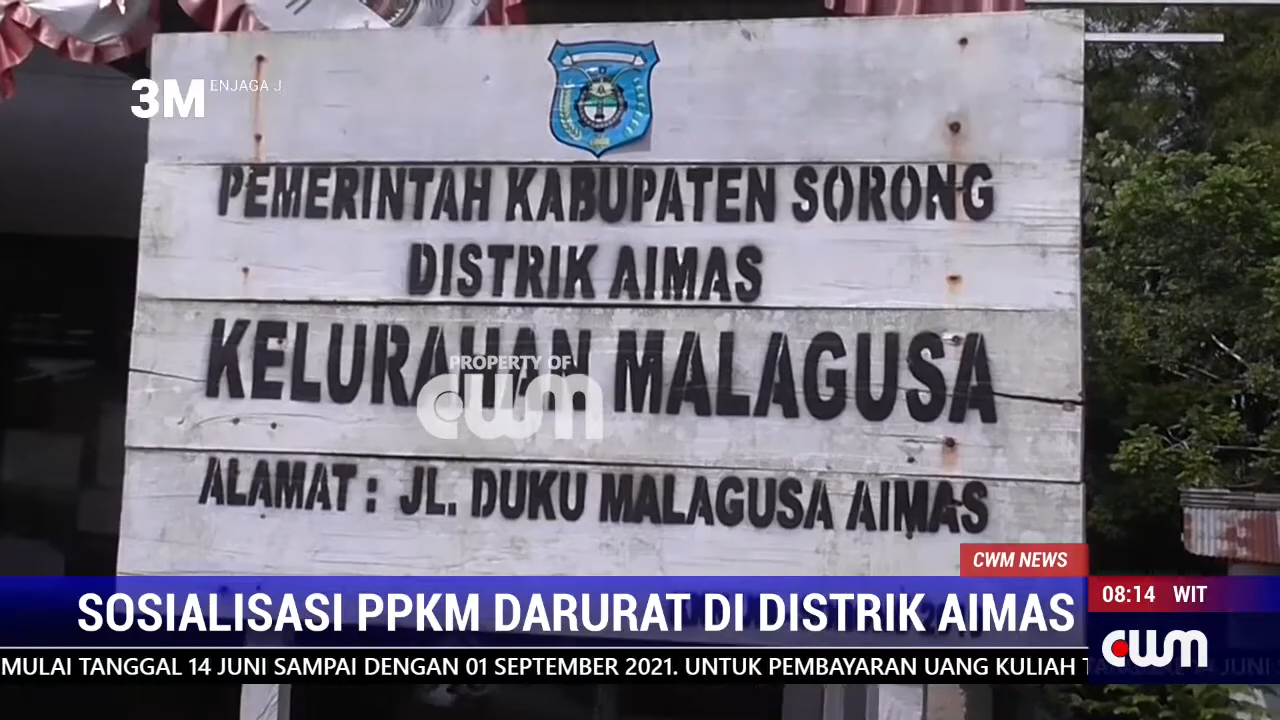 3M ENJAGA J
PEMERINTAH KABUPATEN SORONG
DISTRIK AIMAS
KELURAHAN MALAGUSA
PROPERTY OF
CWM
ALAMAT : JL. DUKU MALAGUSA AIMAS
CWM NEWS
SOSIALISASI PPKM DARURAT DI DISTRIK AIMAS
08:14 WIT
CWM
MULAI TANGGAL 14 JUNI SAMPAI DENGAN 01 SEPTEMBER 2021. UNTUK PEMBAYARAN UANG KULIAH